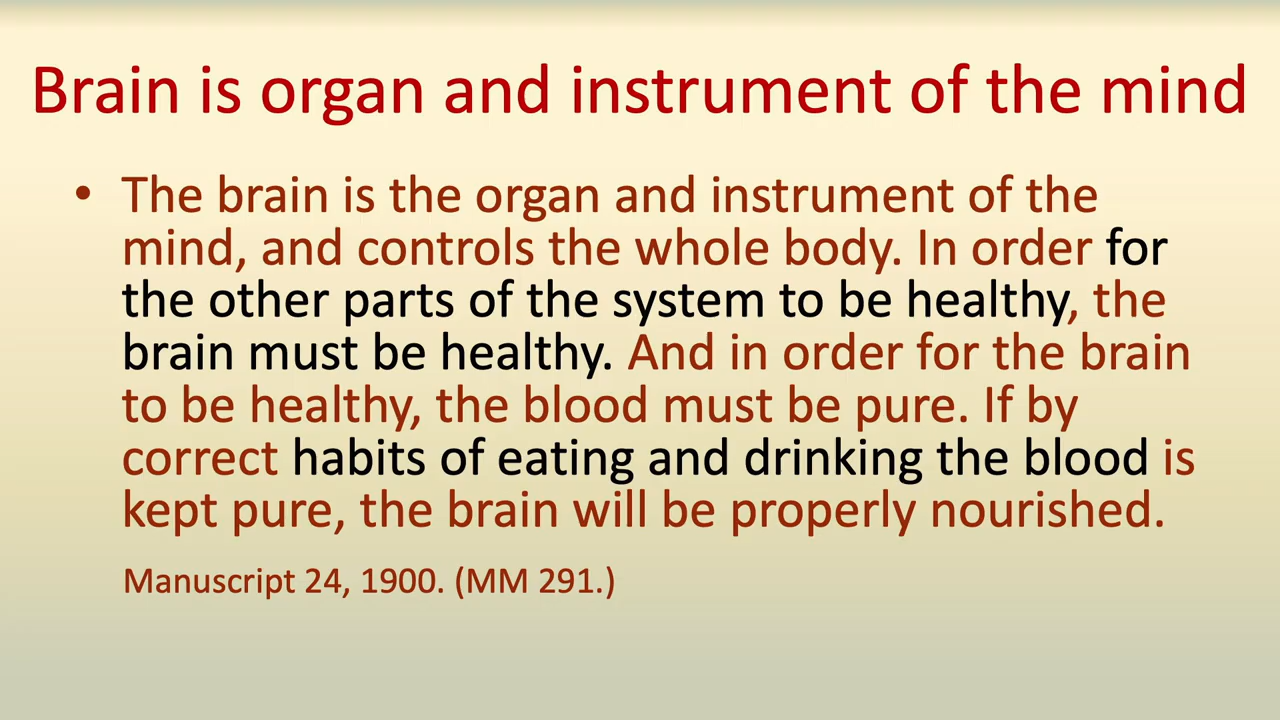 Brain is organ and instrument of the mind
• The brain is the organ and instrument of the
mind, and controls the whole body. In order for
the other parts of the system to be healthy, the
brain must be healthy. And in order for the brain
to be healthy, the blood must be pure. If by
correct habits of eating and drinking the blood is
kept pure, the brain will be properly nourished.
Manuscript 24, 1900. (MM 291.)